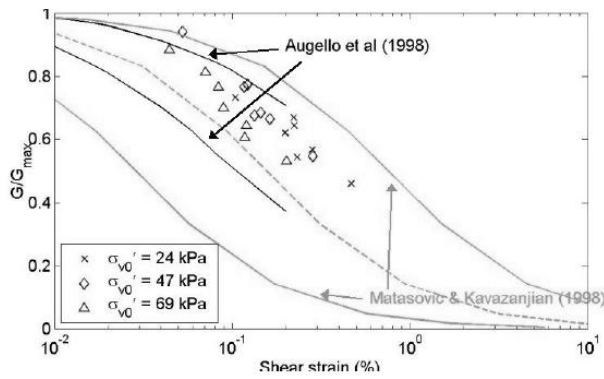 1
0.8
0.6
0.4
0.2
0
G/Gmax
Augello et al (1998)
× σv0' = 24 kPa
◇ σv0' = 47 kPa
△ σv0' = 69 kPa
Matasovic & Kavazanjian (1998)
10^-2
10^-1
10^0
10^1
Shear strain (%)